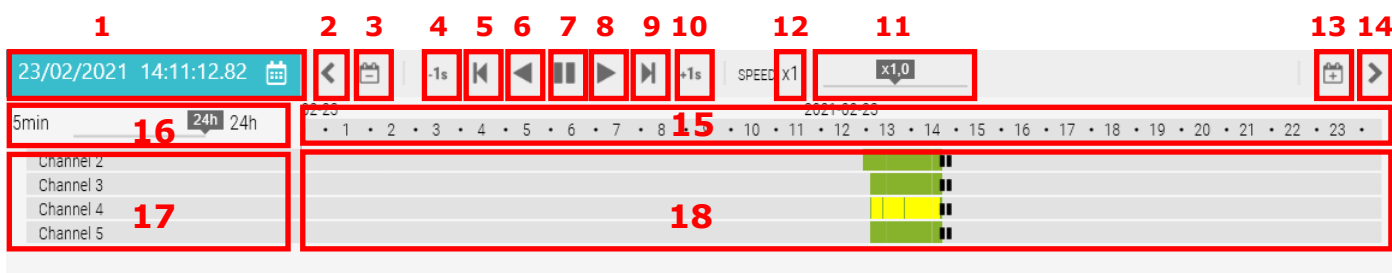 1 2 3 4 5 6 7 8 9 10 12 11 13 14
23/02/2021 14:11:12.82 -1s +1s SPEED x1 x1,0
02-23 2021-02-23
5min 24h 24h • 1 • 2 • 3 • 4 • 5 • 6 • 7 • 8 • • 10 • 11 • 12 • 13 • 14 • 15 • 16 • 17 • 18 • 19 • 20 • 21 • 22 • 23 •
16 15
Channel 2
Channel 3
Channel 4
17 18
Channel 5